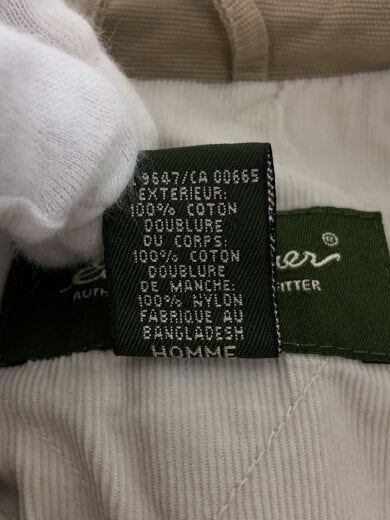 9647/CA 00665
EXTERIEUR:
100% COTON
DOUBLURE
DU CORPS:
100% COTON
DOUBLURE
DE MANCHE:
100% NYLON
FABRIQUE AU
BANGLADESH
HOMME
®